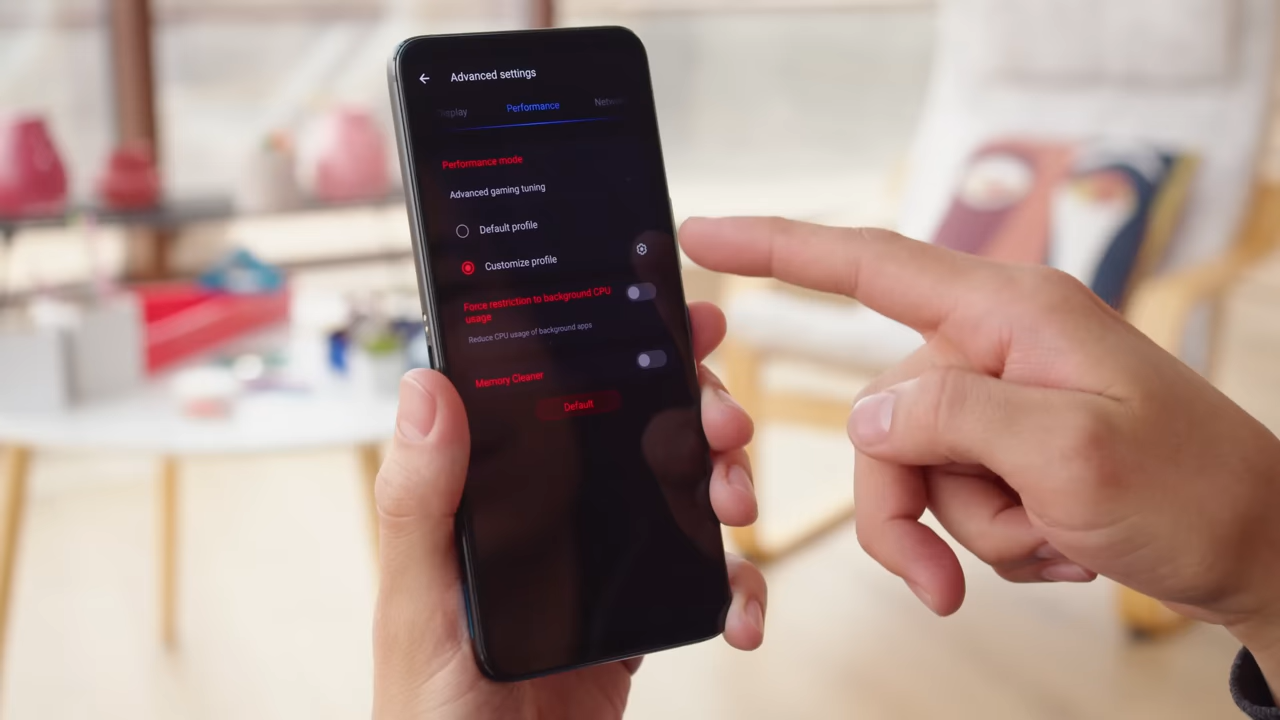 Advanced settings
Performance
Performance mode
Advanced gaming tuning
Default profile
Customize profile
Force restriction to background CPU
usage
Reduce CPU usage of background apps
Memory Cleaner
Default